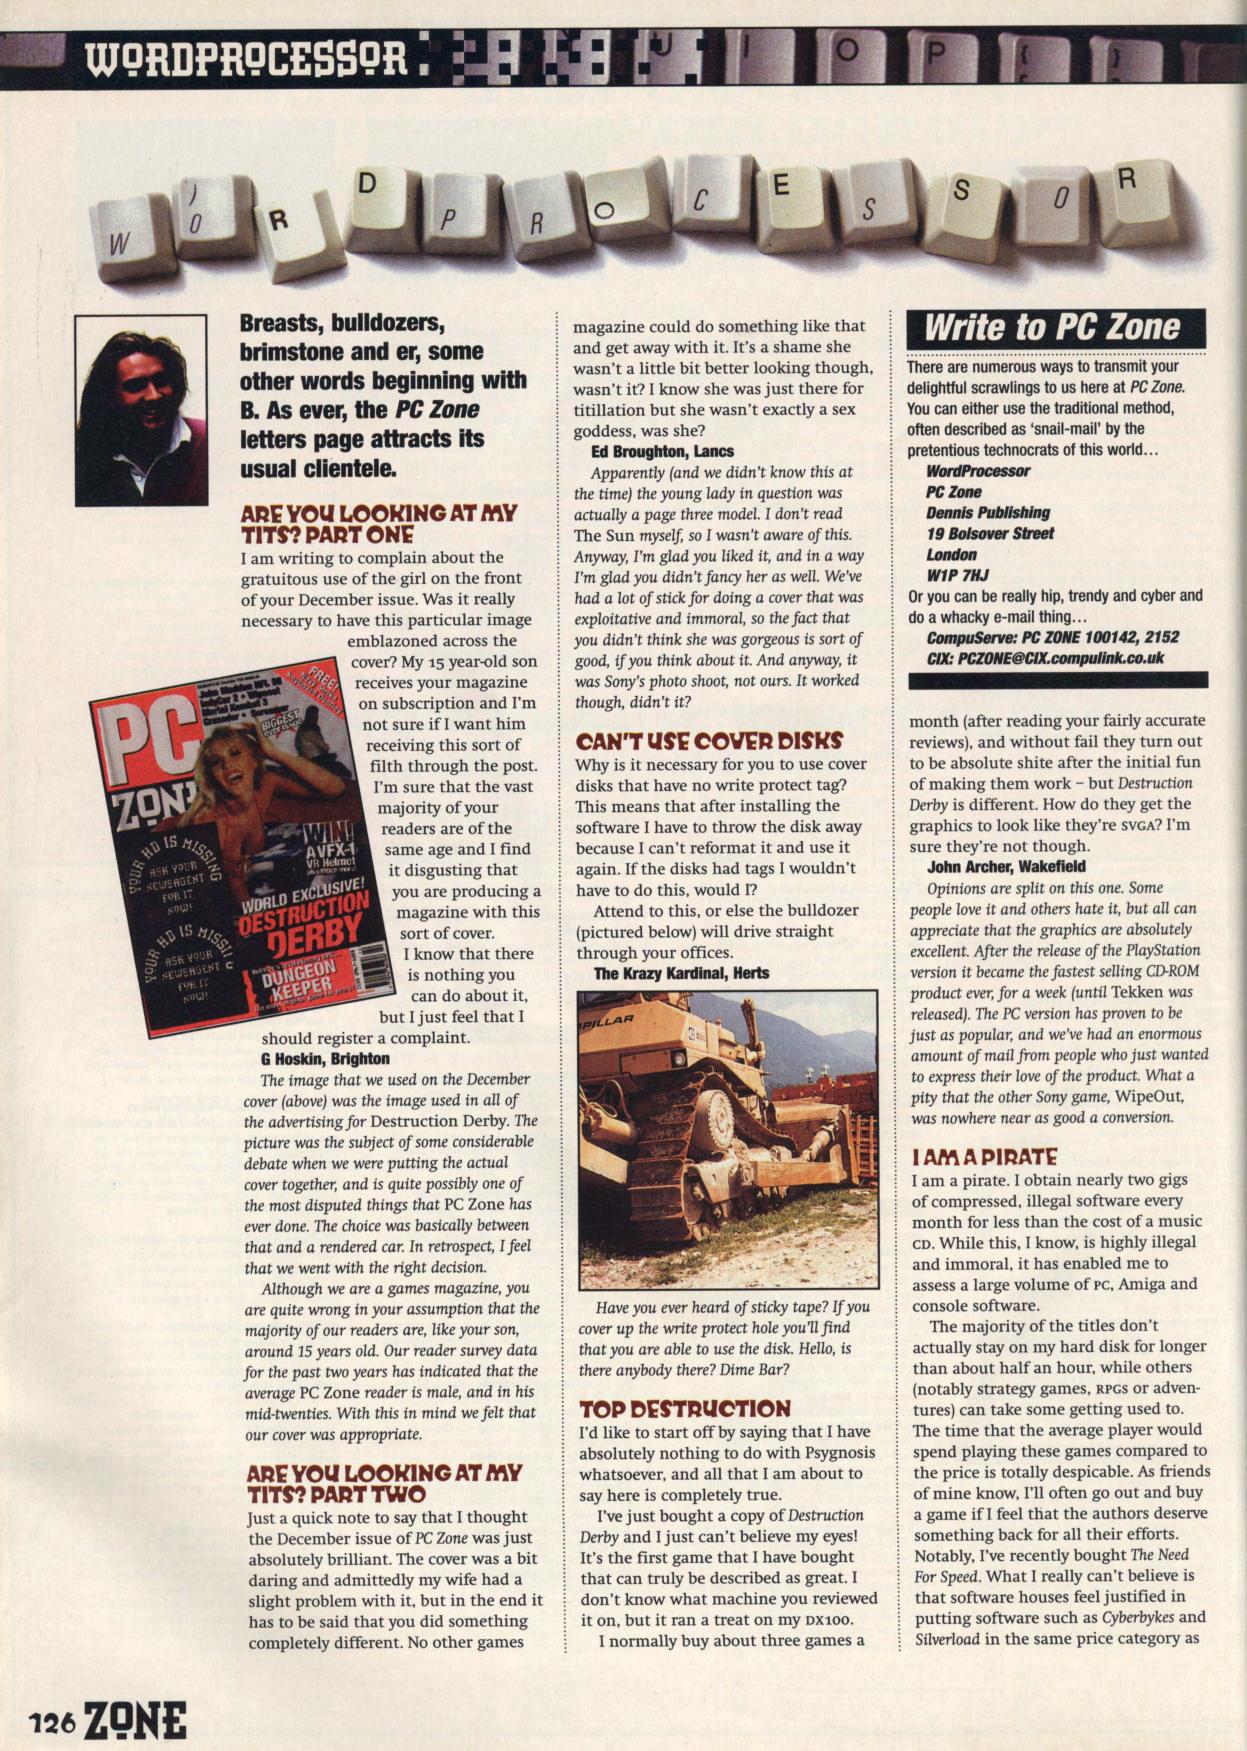 WORDPROCESSOR
U I O P { [ } ]
W ) 0 R D P R O C E S S O R
Breasts, bulldozers,
brimstone and er, some
other words beginning with
B. As ever, the PC Zone
letters page attracts its
usual clientele.
ARE YOU LOOKING AT MY
TITS? PART ONE
I am writing to complain about the
gratuitous use of the girl on the front
of your December issue. Was it really
necessary to have this particular image
emblazoned across the
cover? My 15 year-old son
receives your magazine
on subscription and I'm
not sure if I want him
receiving this sort of
filth through the post.
I'm sure that the vast
majority of your
readers are of the
same age and I find
it disgusting that
you are producing a
magazine with this
sort of cover.
I know that there
is nothing you
can do about it,
but I just feel that I
should register a complaint.
G Hoskin, Brighton
PC
ZONE
FREE!
BIGGEST
WIN!
AVFX-1
VR Helmet
WORLD EXCLUSIVE!
DESTRUCTION
DERBY
DUNGEON
KEEPER
YOUR HD IS MISSING
ASK YOUR
NEWSAGENT
FOR IT
NOW!
YOUR HD IS MISSI
ASK YOUR
NEWSAGENT
FOR IT
NOW!
The image that we used on the December
cover (above) was the image used in all of
the advertising for Destruction Derby. The
picture was the subject of some considerable
debate when we were putting the actual
cover together, and is quite possibly one of
the most disputed things that PC Zone has
ever done. The choice was basically between
that and a rendered car. In retrospect, I feel
that we went with the right decision.
Although we are a games magazine, you
are quite wrong in your assumption that the
majority of our readers are, like your son,
around 15 years old. Our reader survey data
for the past two years has indicated that the
average PC Zone reader is male, and in his
mid-twenties. With this in mind we felt that
our cover was appropriate.
ARE YOU LOOKING AT MY
TITS? PART TWO
Just a quick note to say that I thought
the December issue of PC Zone was just
absolutely brilliant. The cover was a bit
daring and admittedly my wife had a
slight problem with it, but in the end it
has to be said that you did something
completely different. No other games
magazine could do something like that
and get away with it. It's a shame she
wasn't a little bit better looking though,
wasn't it? I know she was just there for
titillation but she wasn't exactly a sex
goddess, was she?
Ed Broughton, Lancs
Apparently (and we didn't know this at
the time) the young lady in question was
actually a page three model. I don't read
The Sun myself, so I wasn't aware of this.
Anyway, I'm glad you liked it, and in a way
I'm glad you didn't fancy her as well. We've
had a lot of stick for doing a cover that was
exploitative and immoral, so the fact that
you didn't think she was gorgeous is sort of
good, if you think about it. And anyway, it
was Sony's photo shoot, not ours. It worked
though, didn't it?
CAN'T USE COVER DISKS
Why is it necessary for you to use cover
disks that have no write protect tag?
This means that after installing the
software I have to throw the disk away
because I can't reformat it and use it
again. If the disks had tags I wouldn't
have to do this, would I?
Attend to this, or else the bulldozer
(pictured below) will drive straight
through your offices.
The Krazy Kardinal, Herts
PILLAR
Have you ever heard of sticky tape? If you
cover up the write protect hole you'll find
that you are able to use the disk. Hello, is
there anybody there? Dime Bar?
TOP DESTRUCTION
I'd like to start off by saying that I have
absolutely nothing to do with Psygnosis
whatsoever, and all that I am about to
say here is completely true.
I've just bought a copy of Destruction
Derby and I just can't believe my eyes!
It's the first game that I have bought
that can truly be described as great. I
don't know what machine you reviewed
it on, but it ran a treat on my DX100.
I normally buy about three games a
Write to PC Zone
There are numerous ways to transmit your
delightful scrawlings to us here at PC Zone.
You can either use the traditional method,
often described as 'snail-mail' by the
pretentious technocrats of this world...
WordProcessor
PC Zone
Dennis Publishing
19 Bolsover Street
London
W1P 7HJ
Or you can be really hip, trendy and cyber and
do a whacky e-mail thing...
CompuServe: PC ZONE 100142, 2152
CIX: PCZONE@CIX.compulink.co.uk
month (after reading your fairly accurate
reviews), and without fail they turn out
to be absolute shite after the initial fun
of making them work – but Destruction
Derby is different. How do they get the
graphics to look like they're SVGA? I'm
sure they're not though.
John Archer, Wakefield
Opinions are split on this one. Some
people love it and others hate it, but all can
appreciate that the graphics are absolutely
excellent. After the release of the PlayStation
version it became the fastest selling CD-ROM
product ever, for a week (until Tekken was
released). The PC version has proven to be
just as popular, and we've had an enormous
amount of mail from people who just wanted
to express their love of the product. What a
pity that the other Sony game, WipeOut,
was nowhere near as good a conversion.
I AM A PIRATE
I am a pirate. I obtain nearly two gigs
of compressed, illegal software every
month for less than the cost of a music
CD. While this, I know, is highly illegal
and immoral, it has enabled me to
assess a large volume of PC, Amiga and
console software.
The majority of the titles don't
actually stay on my hard disk for longer
than about half an hour, while others
(notably strategy games, RPGs or adven-
tures) can take some getting used to.
The time that the average player would
spend playing these games compared to
the price is totally despicable. As friends
of mine know, I'll often go out and buy
a game if I feel that the authors deserve
something back for all their efforts.
Notably, I've recently bought The Need
For Speed. What I really can't believe is
that software houses feel justified in
putting software such as Cyberbykes and
Silverload in the same price category as
126 ZONE